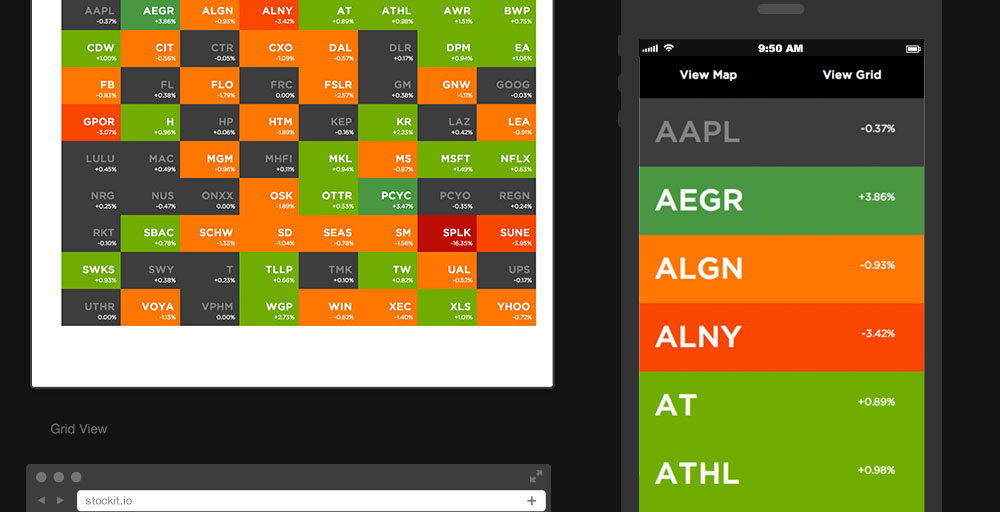 AAPL AEGR ALGN ALNY AT ATHL AWR BWP
-0.37% +3.86% -0.93% -3.42% +0.89% +0.98% +1.51% +0.75%
CDW CIT CTR CXO DAL DLR DPM EA
+1.00% -0.56% -0.05% -1.09% -0.57% +0.17% +0.94% +1.06%
FB FL FLO FRC FSLR GM GNW GOOG
-0.83% +0.38% -1.79% 0.00% -2.57% +0.38% -1.11% -0.03%
GPOR H HP HTM KEP KR LAZ LEA
-3.07% +0.96% +0.06% -1.89% -0.16% +2.23% +0.42% -0.91%
LULU MAC MGM MHFI MKL MS MSFT NFLX
+0.45% +0.49% -0.96% +0.11% +0.94% -0.87% +1.49% +0.63%
NRG NUS ONXX OSK OTTR PCYC PCYO REGN
+0.25% -0.47% 0.00% -1.89% +0.53% +3.47% -0.35% +0.24%
RKT SBAC SCHW SD SEAS SM SPLK SUNE
-0.10% +0.78% -1.33% -1.04% -0.78% -1.56% -16.35% -3.95%
SWKS SWY T TLLP TMK TW UAL UPS
+0.93% +0.38% +0.23% +0.66% +0.10% +0.82% -0.52% -0.17%
UTHR VOYA VPHM WGP WIN XEC XLS YHOO
0.00% -1.13% 0.00% +2.73% -0.62% -1.40% +1.01% -0.72%
Grid View
stockit.io
9:50 AM
View Map View Grid
AAPL -0.37%
AEGR +3.86%
ALGN -0.93%
ALNY -3.42%
AT +0.89%
ATHL +0.98%